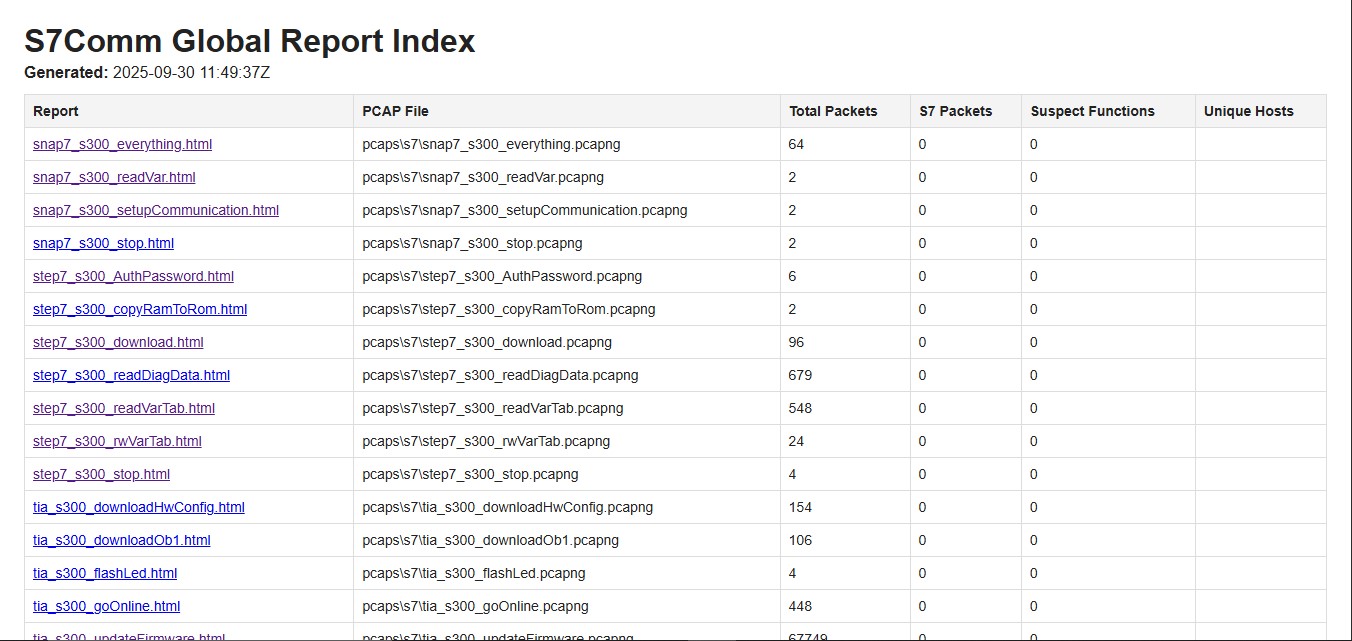 S7Comm Global Report Index
Generated: 2025-09-30 11:49:37Z
Report PCAP File Total Packets S7 Packets Suspect Functions Unique Hosts
snap7_s300_everything.html pcaps\s7\snap7_s300_everything.pcapng 64 0 0
snap7_s300_readVar.html pcaps\s7\snap7_s300_readVar.pcapng 2 0 0
snap7_s300_setupCommunication.html pcaps\s7\snap7_s300_setupCommunication.pcapng 2 0 0
snap7_s300_stop.html pcaps\s7\snap7_s300_stop.pcapng 2 0 0
step7_s300_AuthPassword.html pcaps\s7\step7_s300_AuthPassword.pcapng 6 0 0
step7_s300_copyRamToRom.html pcaps\s7\step7_s300_copyRamToRom.pcapng 2 0 0
step7_s300_download.html pcaps\s7\step7_s300_download.pcapng 96 0 0
step7_s300_readDiagData.html pcaps\s7\step7_s300_readDiagData.pcapng 679 0 0
step7_s300_readVarTab.html pcaps\s7\step7_s300_readVarTab.pcapng 548 0 0
step7_s300_rwVarTab.html pcaps\s7\step7_s300_rwVarTab.pcapng 24 0 0
step7_s300_stop.html pcaps\s7\step7_s300_stop.pcapng 4 0 0
tia_s300_downloadHwConfig.html pcaps\s7\tia_s300_downloadHwConfig.pcapng 154 0 0
tia_s300_downloadOb1.html pcaps\s7\tia_s300_downloadOb1.pcapng 106 0 0
tia_s300_flashLed.html pcaps\s7\tia_s300_flashLed.pcapng 4 0 0
tia_s300_goOnline.html pcaps\s7\tia_s300_goOnline.pcapng 448 0 0
tia_s300_updateFirmware.html pcaps\s7\tia_s300_updateFirmware.pcapng 67749 0 0